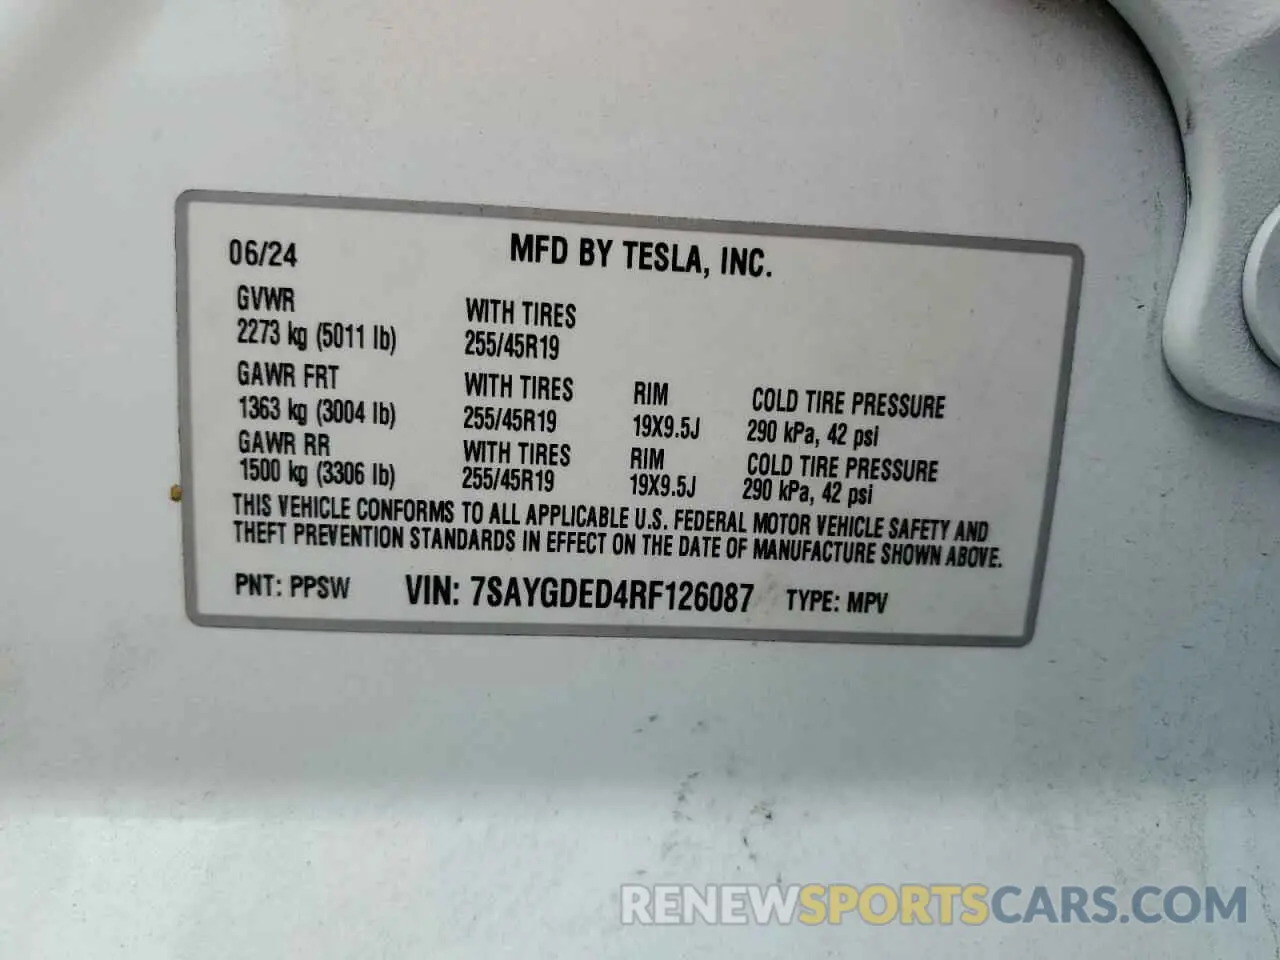 06/24 MFD BY TESLA, INC.
GVWR WITH TIRES
2273 kg (5011 lb) 255/45R19
GAWR FRT WITH TIRES RIM COLD TIRE PRESSURE
1363 kg (3004 lb) 255/45R19 19X9.5J 290 kPa, 42 psi
GAWR RR WITH TIRES RIM COLD TIRE PRESSURE
1500 kg (3306 lb) 255/45R19 19X9.5J 290 kPa, 42 psi
THIS VEHICLE CONFORMS TO ALL APPLICABLE U.S. FEDERAL MOTOR VEHICLE SAFETY AND
THEFT PREVENTION STANDARDS IN EFFECT ON THE DATE OF MANUFACTURE SHOWN ABOVE.
PNT: PPSW VIN: 7SAYGDED4RF126087 TYPE: MPV
RENEWSPORTSCARS.COM